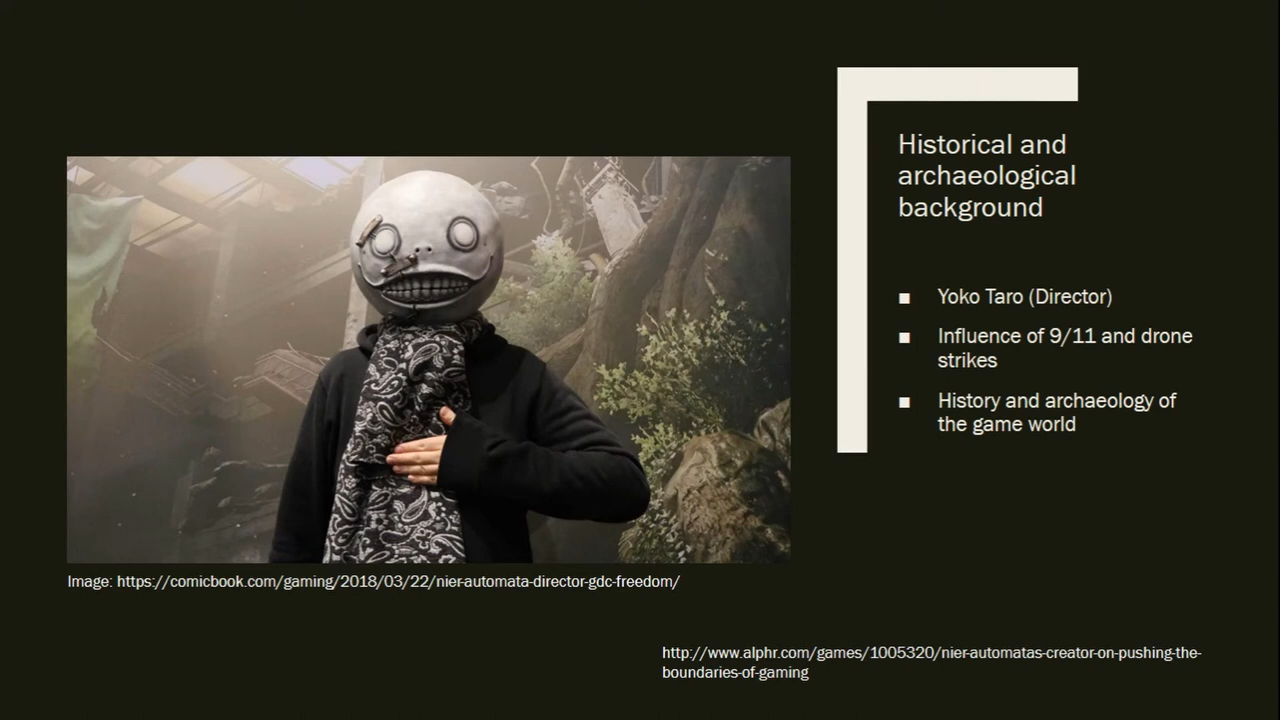 Historical and
archaeological
background
■ Yoko Taro (Director)
■ Influence of 9/11 and drone
strikes
■ History and archaeology of
the game world
Image: https://comicbook.com/gaming/2018/03/22/nier-automata-director-gdc-freedom/
http://www.alphr.com/games/1005320/nier-automatas-creator-on-pushing-the-
boundaries-of-gaming